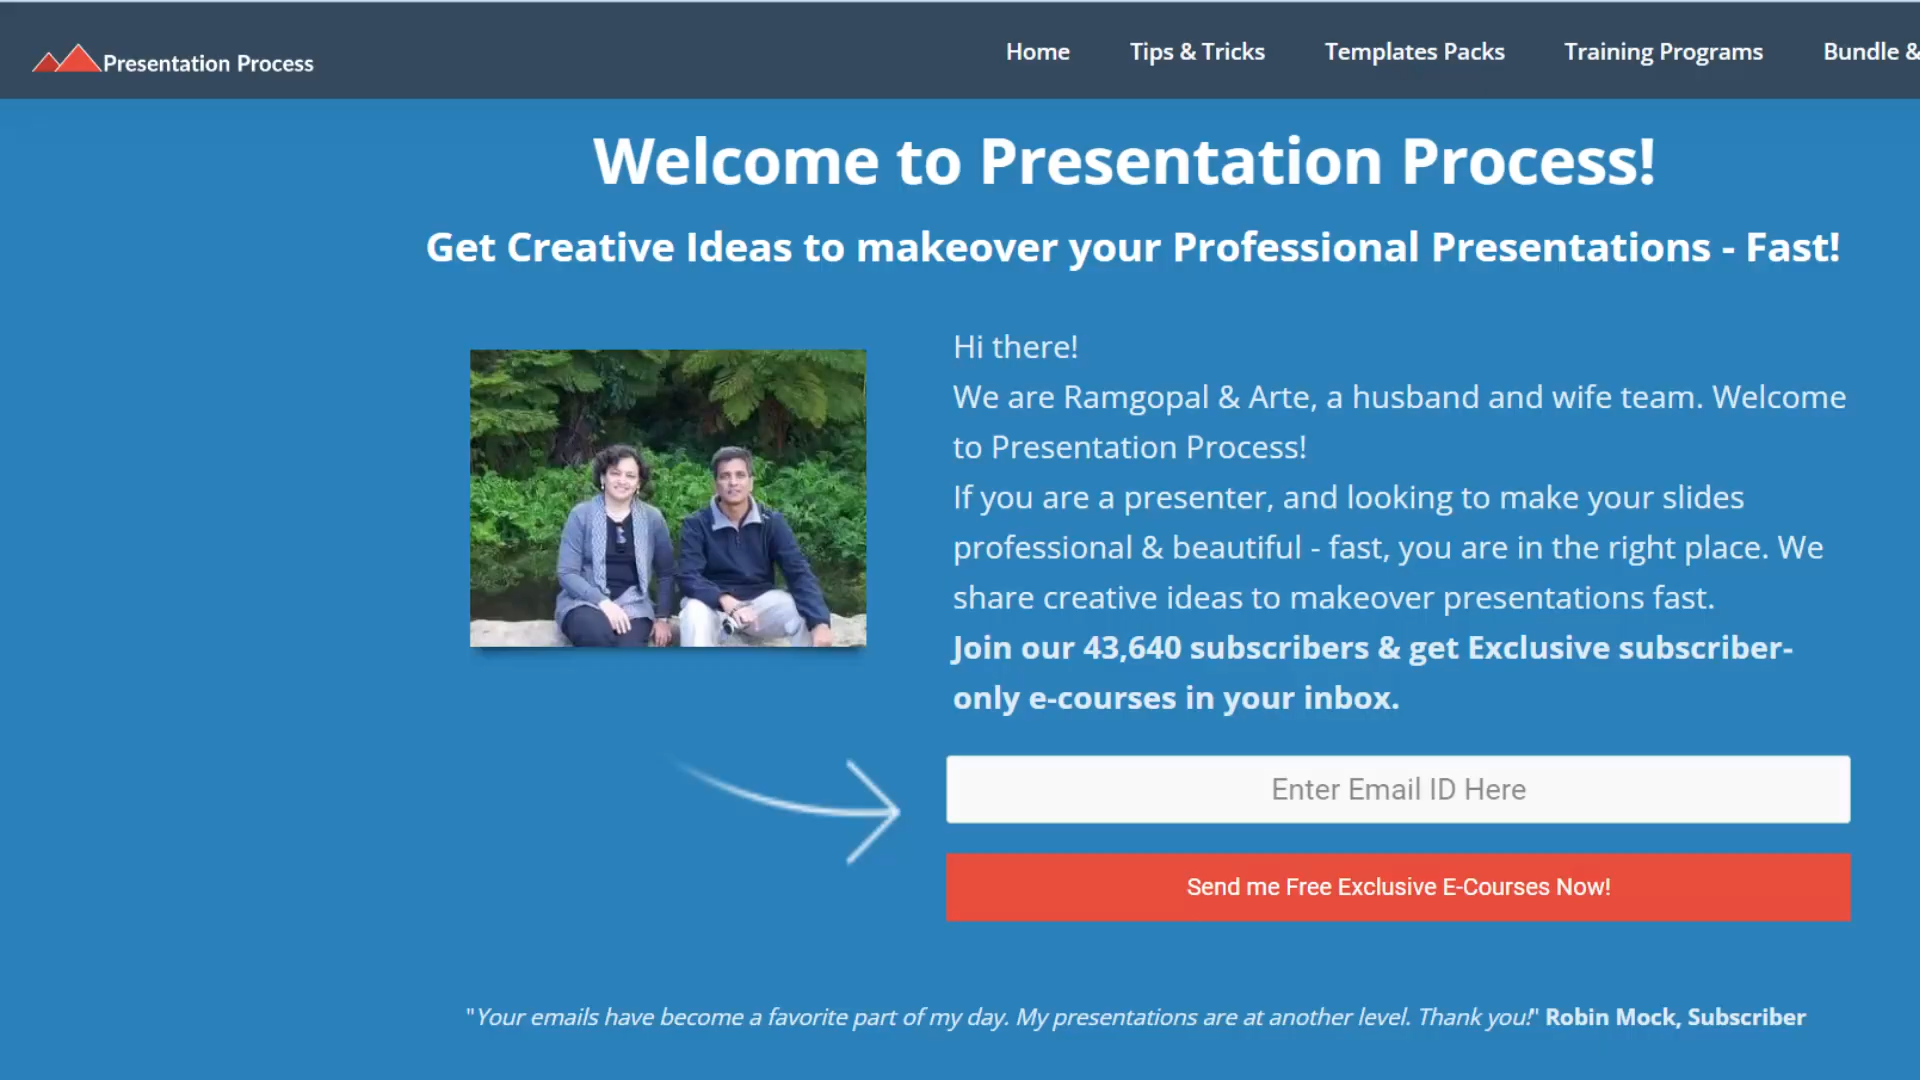 Presentation Process
Home Tips & Tricks Templates Packs Training Programs Bundle &
Welcome to Presentation Process!
Get Creative Ideas to makeover your Professional Presentations - Fast!
Hi there!
We are Ramgopal & Arte, a husband and wife team. Welcome
to Presentation Process!
If you are a presenter, and looking to make your slides
professional & beautiful - fast, you are in the right place. We
share creative ideas to makeover presentations fast.
Join our 43,640 subscribers & get Exclusive subscriber-
only e-courses in your inbox.
Enter Email ID Here
Send me Free Exclusive E-Courses Now!
"Your emails have become a favorite part of my day. My presentations are at another level. Thank you!" Robin Mock, Subscriber